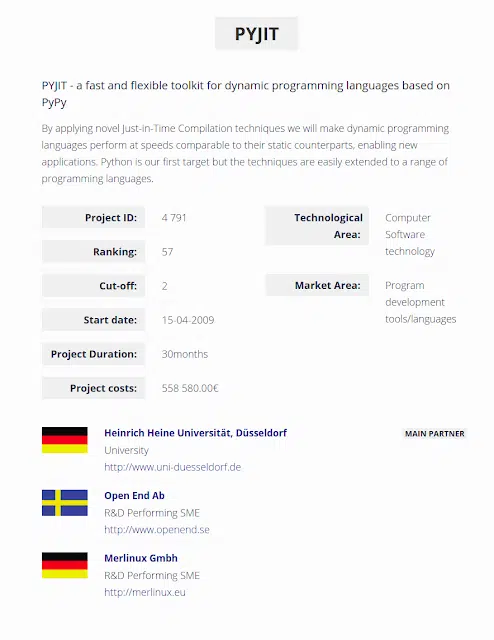 PYJIT
PYJIT - a fast and flexible toolkit for dynamic programming languages based on
PyPy
By applying novel Just-in-Time Compilation techniques we will make dynamic programming
languages perform at speeds comparable to their static counterparts, enabling new
applications. Python is our first target but the techniques are easily extended to a range of
programming languages.
Project ID: 4 791
Ranking: 57
Cut-off: 2
Start date: 15-04-2009
Project Duration: 30months
Project costs: 558 580.00€
Technological
Area:
Computer
Software
technology
Market Area:
Program
development
tools/languages
Heinrich Heine Universität, Düsseldorf
MAIN PARTNER
University
http://www.uni-duesseldorf.de
Open End Ab
R&D Performing SME
http://www.openend.se
Merlinux Gmbh
R&D Performing SME
http://merlinux.eu